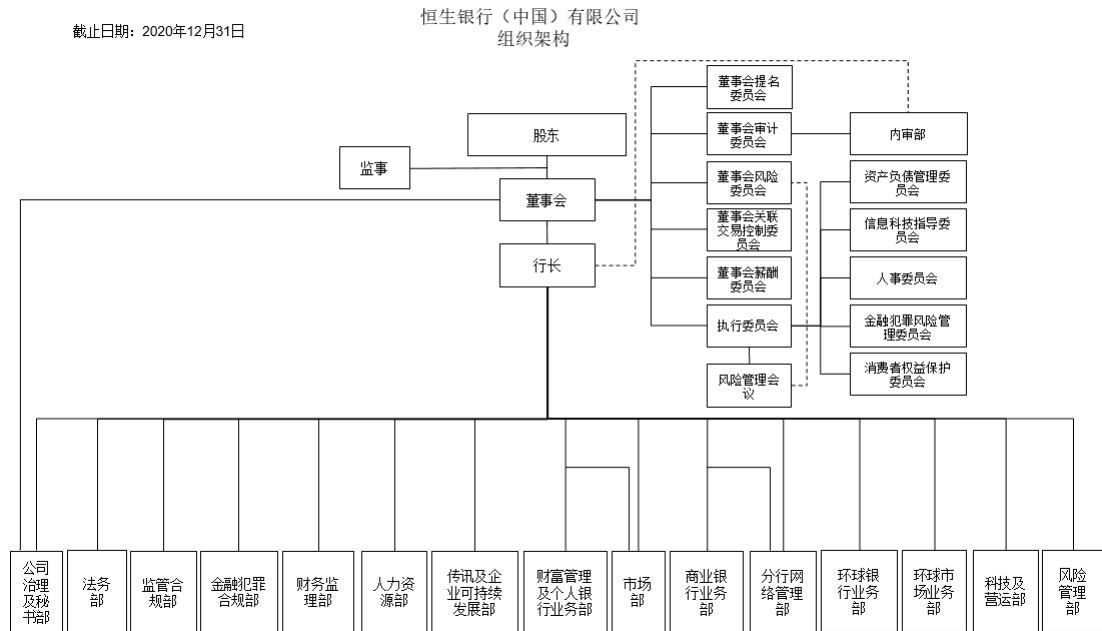 恒生银行（中国）有限公司
组织架构
截止日期：2020年12月31日
股东
监事
董事会
行长
董事会提名
委员会
董事会审计
委员会
董事会风险
委员会
董事会关联
交易控制委
员会
董事会薪酬
委员会
执行委员会
风险管理会
议
内审部
资产负债管理委
员会
信息科技指导委
员会
人事委员会
金融犯罪风险管
理委员会
消费者权益保护
委员会
公司
治理
及秘
书部
法务
部
监管合
规部
金融犯罪
合规部
财务监
理部
人力资
源部
传讯及企
业可持续
发展部
财富管理
及个人银
行业务部
市场
部
商业银
行业务
部
分行网
络管理
部
环球银
行业务
部
环球市
场业务
部
科技及
营运部
风险
管理
部